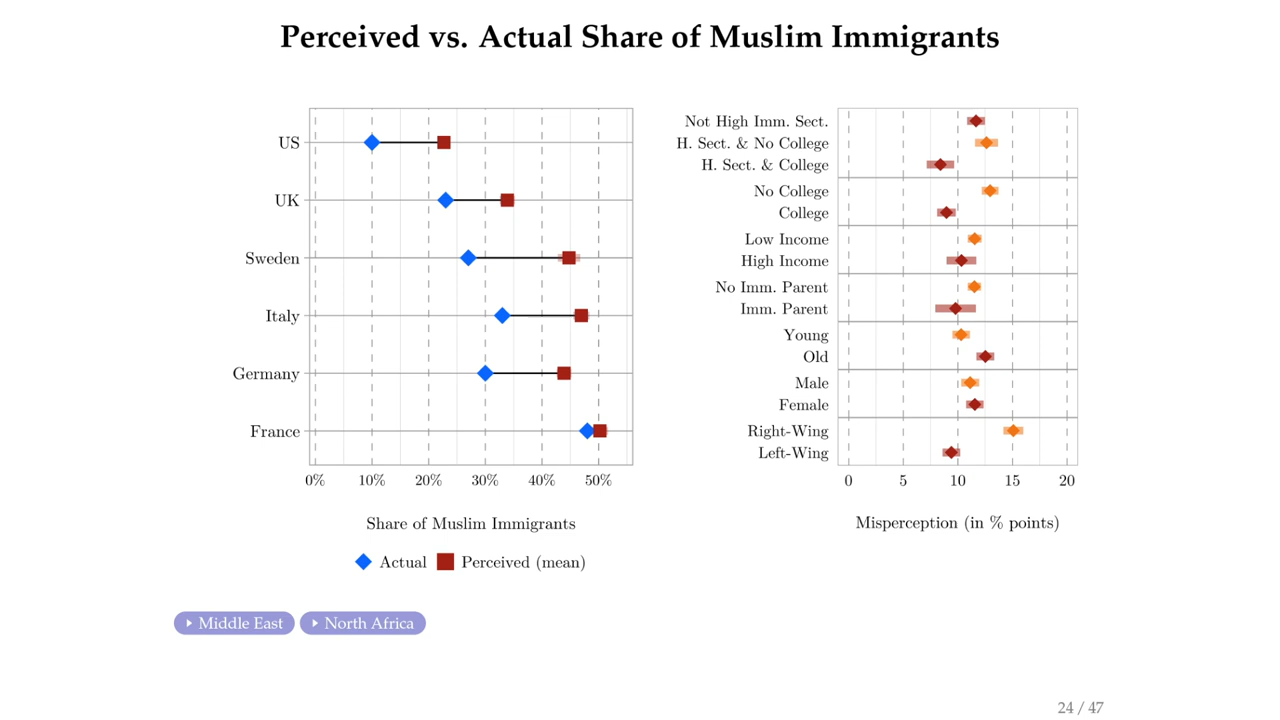 Perceived vs. Actual Share of Muslim Immigrants
US
UK
Sweden
Italy
Germany
France
0% 10% 20% 30% 40% 50%
Share of Muslim Immigrants
Actual Perceived (mean)
Not High Imm. Sect.
H. Sect. & No College
H. Sect. & College
No College
College
Low Income
High Income
No Imm. Parent
Imm. Parent
Young
Old
Male
Female
Right-Wing
Left-Wing
0 5 10 15 20
Misperception (in % points)
Middle East North Africa
24 / 47